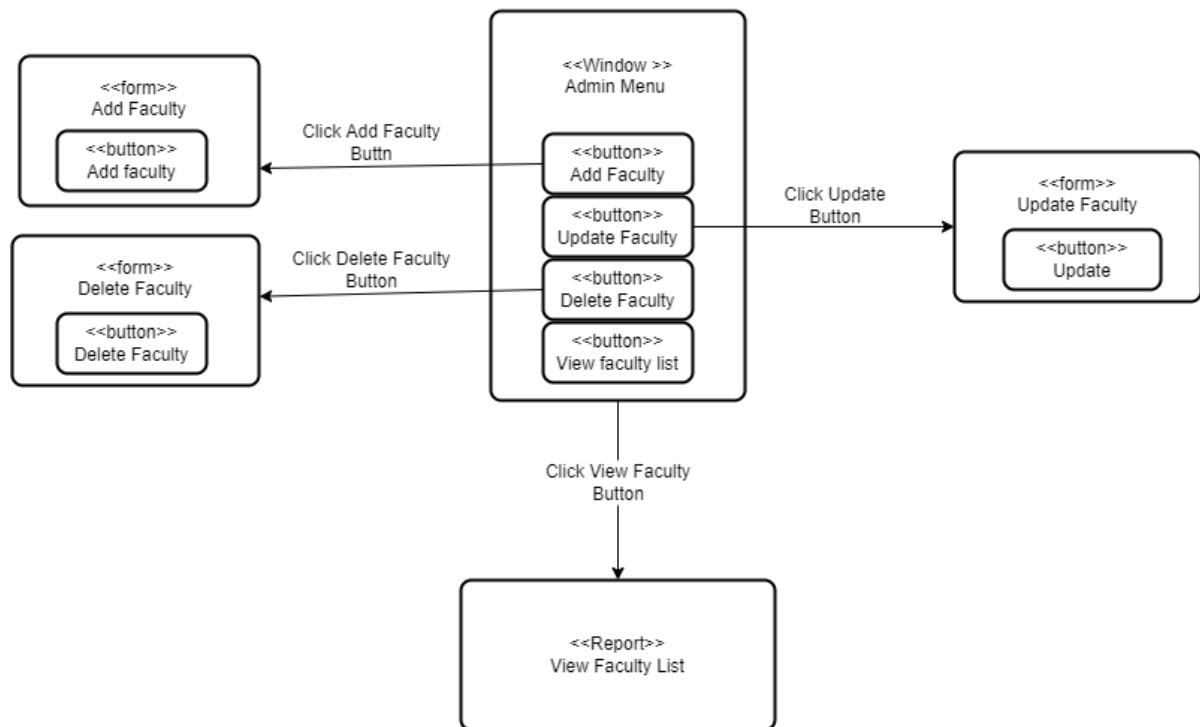 <<Window >>
Admin Menu
<<button>>
Add Faculty
<<button>>
Update Faculty
<<button>>
Delete Faculty
<<button>>
View faculty list
Click Add Faculty
Buttn
<<form>>
Add Faculty
<<button>>
Add faculty
Click Delete Faculty
Button
<<form>>
Delete Faculty
<<button>>
Delete Faculty
Click Update
Button
<<form>>
Update Faculty
<<button>>
Update
Click View Faculty
Button
<<Report>>
View Faculty List